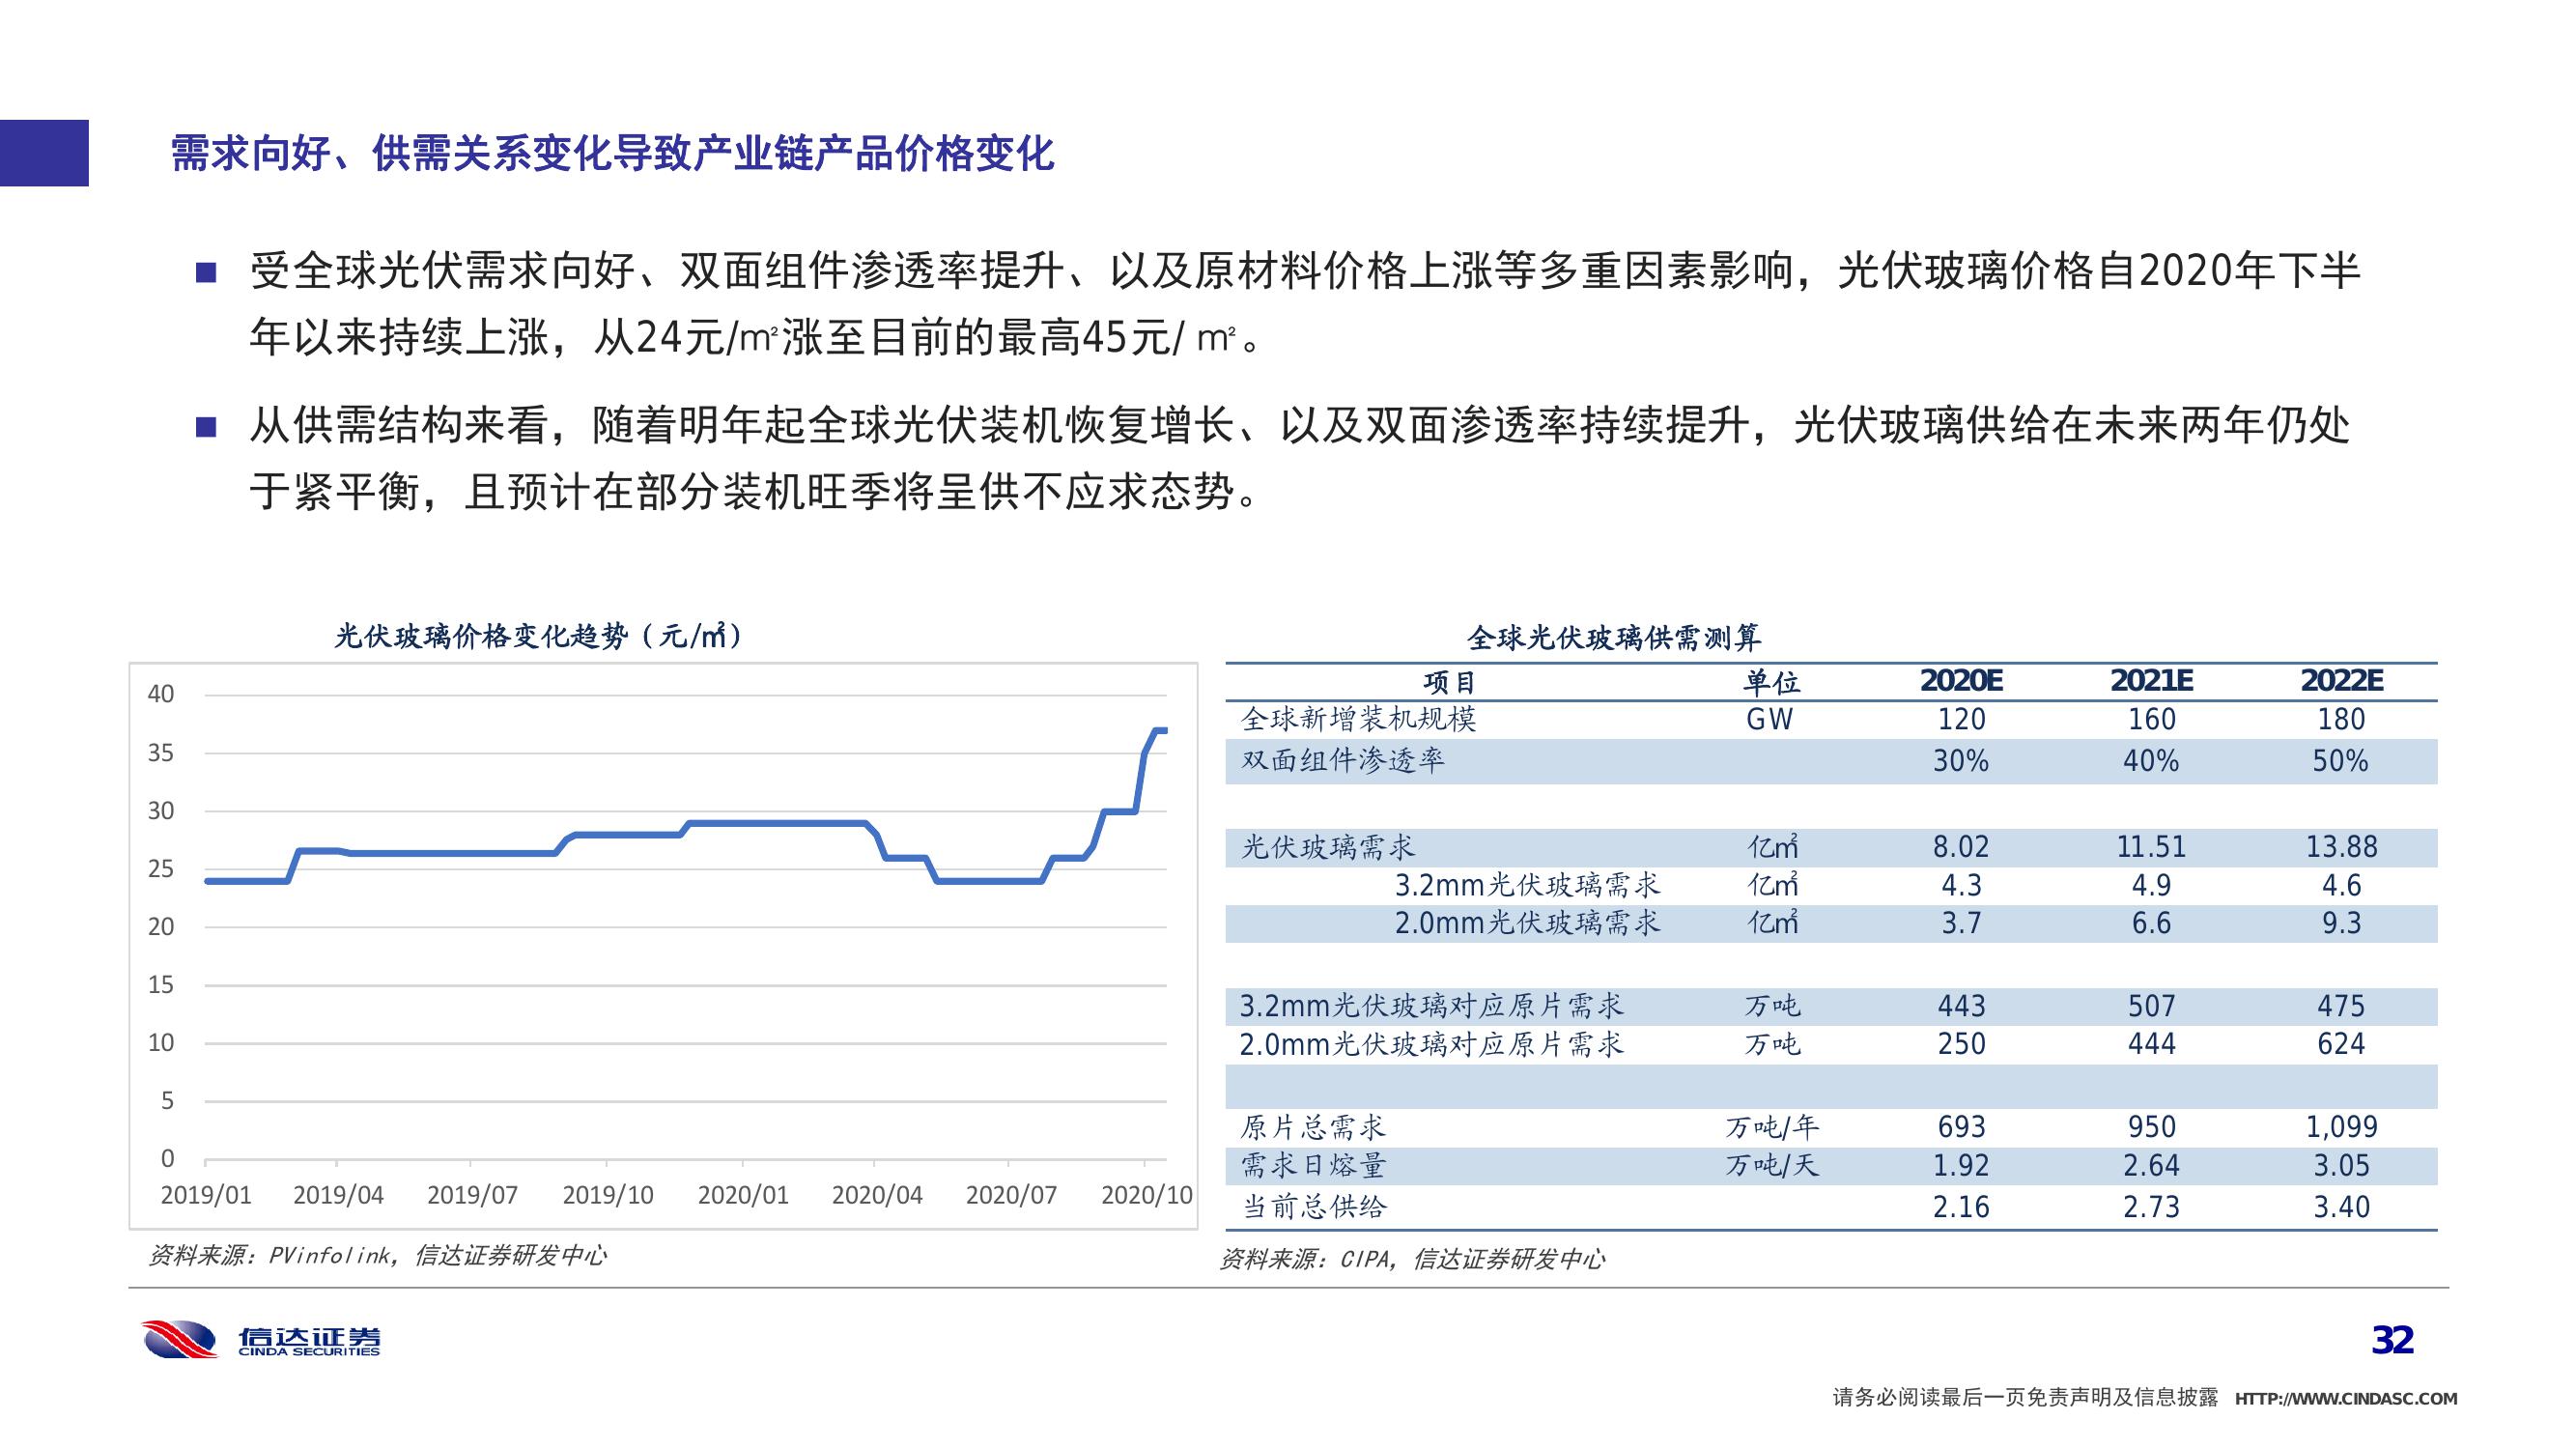 需求向好、供需关系变化导致产业链产品价格变化
■ 受全球光伏需求向好、双面组件渗透率提升、以及原材料价格上涨等多重因素影响，光伏玻璃价格自2020年下半
年以来持续上涨，从24元/㎡涨至目前的最高45元/ ㎡。
■ 从供需结构来看，随着明年起全球光伏装机恢复增长、以及双面渗透率持续提升，光伏玻璃供给在未来两年仍处
于紧平衡，且预计在部分装机旺季将呈供不应求态势。
光伏玻璃价格变化趋势（元/㎡）
40
35
30
25
20
15
10
5
0
2019/01 2019/04 2019/07 2019/10 2020/01 2020/04 2020/07 2020/10
资料来源：PVinfolink，信达证券研发中心
全球光伏玻璃供需测算
项目 单位 2020E 2021E 2022E
全球新增装机规模 GW 120 160 180
双面组件渗透率 30% 40% 50%
光伏玻璃需求 亿㎡ 8.02 11.51 13.88
3.2mm光伏玻璃需求 亿㎡ 4.3 4.9 4.6
2.0mm光伏玻璃需求 亿㎡ 3.7 6.6 9.3
3.2mm光伏玻璃对应原片需求 万吨 443 507 475
2.0mm光伏玻璃对应原片需求 万吨 250 444 624
原片总需求 万吨/年 693 950 1,099
需求日熔量 万吨/天 1.92 2.64 3.05
当前总供给 2.16 2.73 3.40
资料来源：CIPA，信达证券研发中心
信达证券
CINDA SECURITIES
32
请务必阅读最后一页免责声明及信息披露 HTTP://WWW.CINDASC.COM